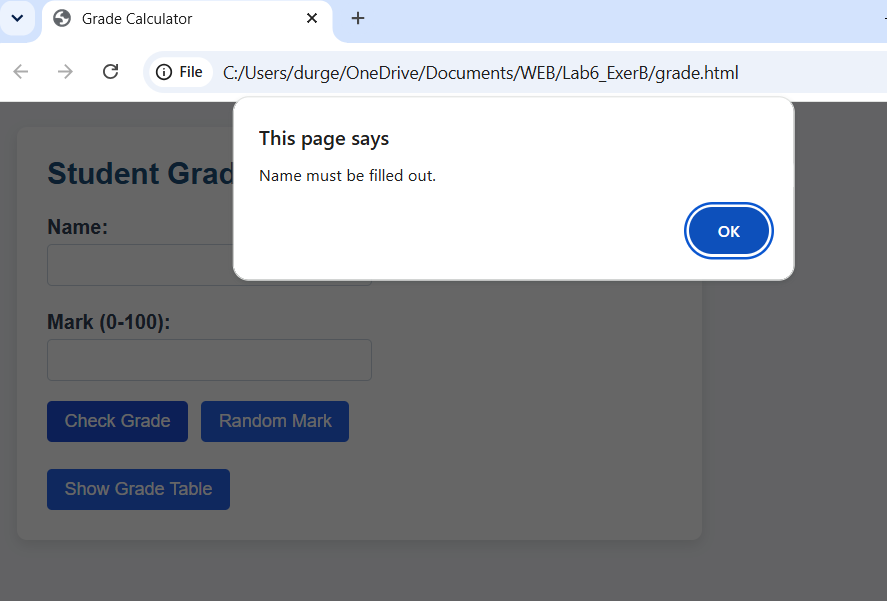 Grade Calculator
File
C:/Users/durge/OneDrive/Documents/WEB/Lab6_ExerB/grade.html
This page says
Name must be filled out.
OK
Student Grad
Name:
Mark (0-100):
Check Grade
Random Mark
Show Grade Table